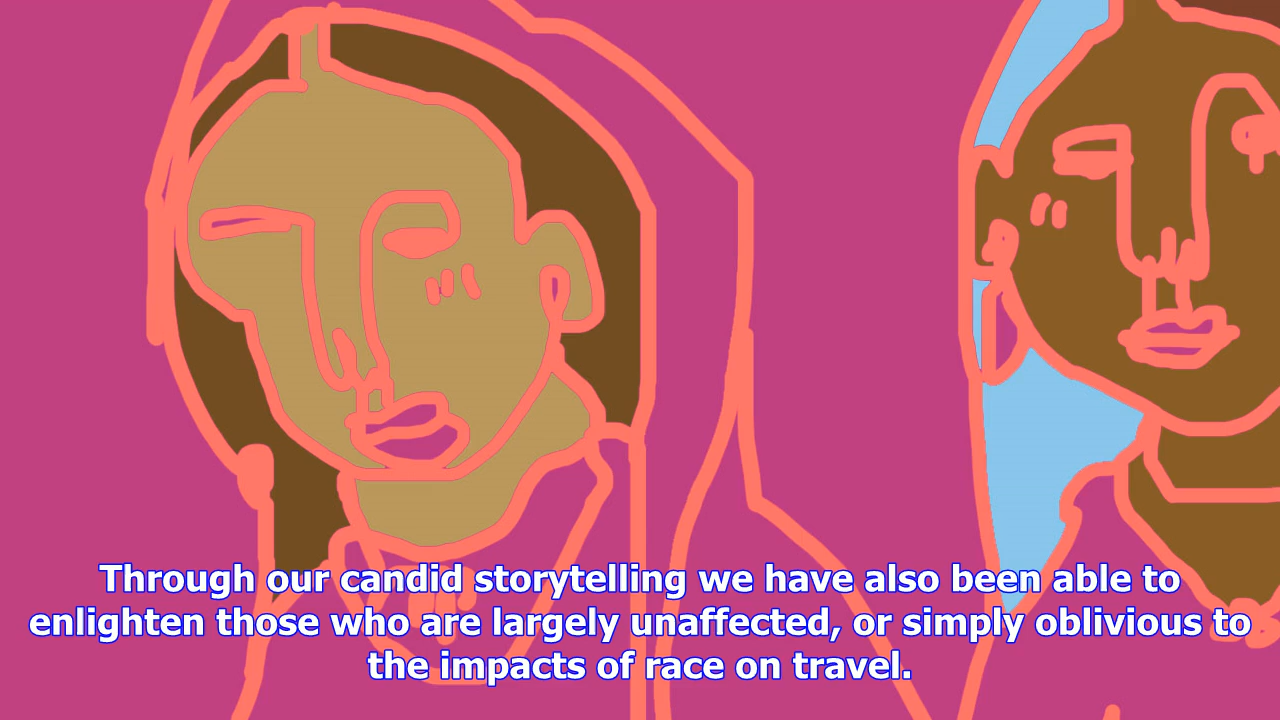 Through our candid storytelling we have also been able to
enlighten those who are largely unaffected, or simply oblivious to
the impacts of race on travel.